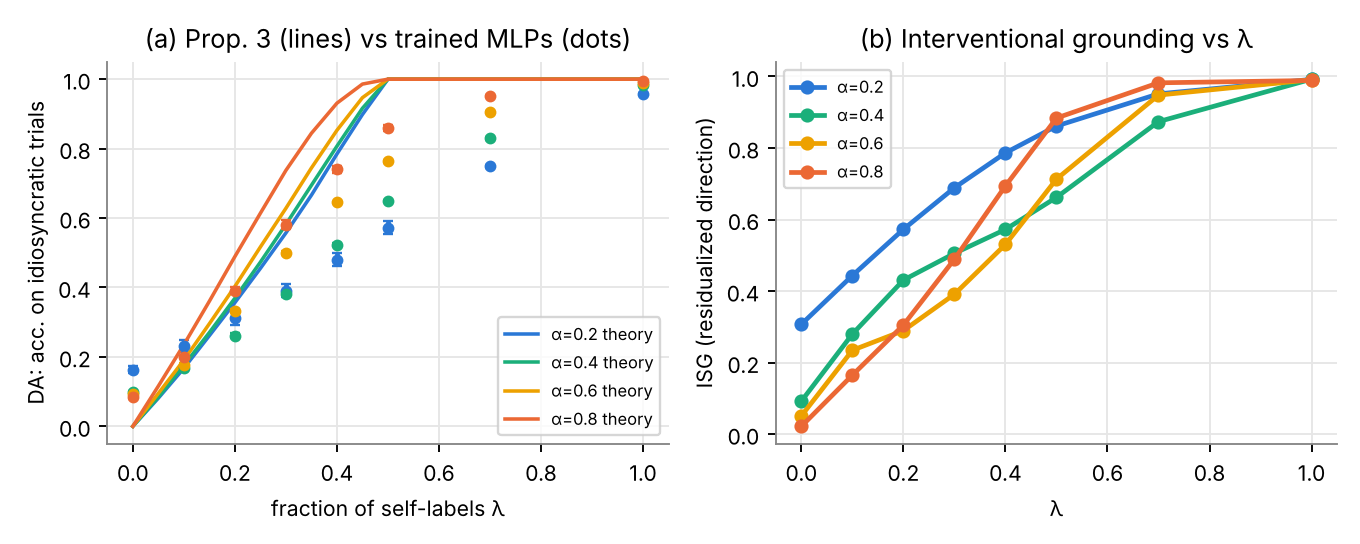 (a) Prop. 3 (lines) vs trained MLPs (dots)
DA: acc. on idiosyncratic trials
1.0
0.8
0.6
0.4
0.2
0.0
α=0.2 theory
α=0.4 theory
α=0.6 theory
α=0.8 theory
0.0 0.2 0.4 0.6 0.8 1.0
fraction of self-labels λ
(b) Interventional grounding vs λ
ISG (residualized direction)
1.0
0.8
0.6
0.4
0.2
0.0
α=0.2
α=0.4
α=0.6
α=0.8
0.0 0.2 0.4 0.6 0.8 1.0
λ